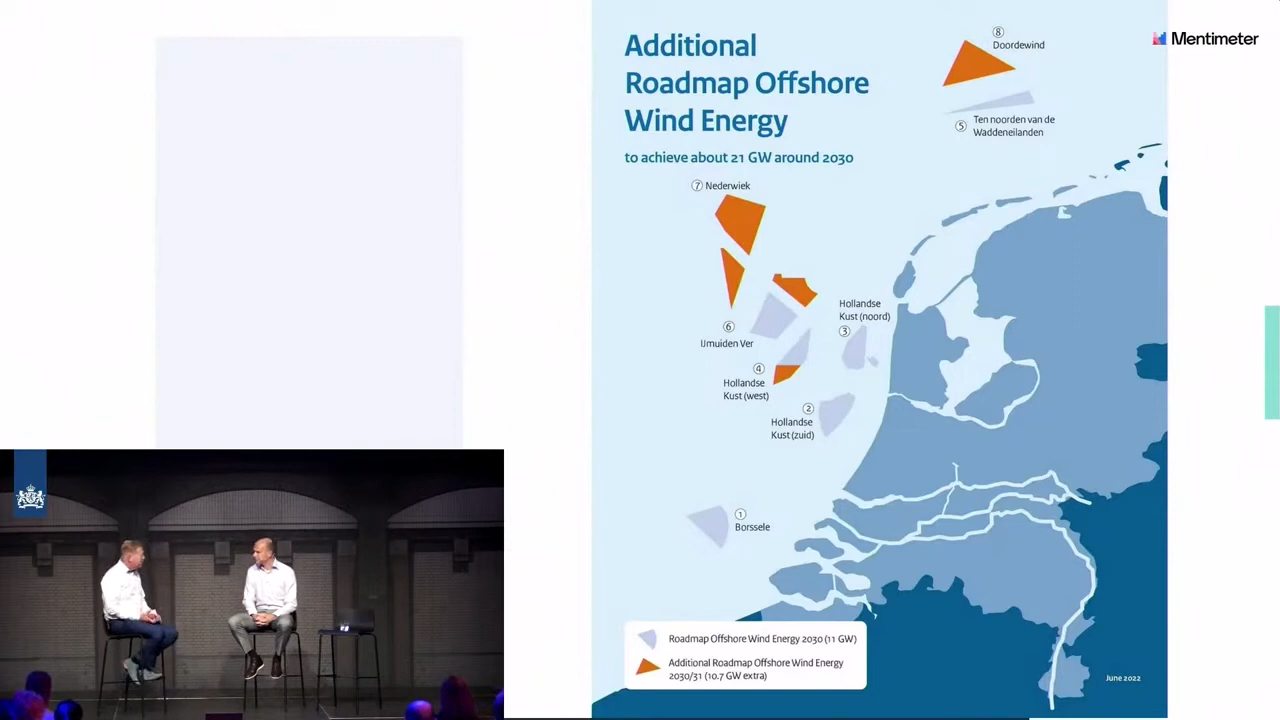 Additional
Roadmap Offshore
Wind Energy
to achieve about 21 GW around 2030
Mentimeter
8
Doordewind
5
Ten noorden van de
Waddeneilanden
7 Nederwiek
Hollandse
Kust (noord)
3
6
IJmuiden Ver
4
Hollandse
Kust (west)
2
Hollandse
Kust (zuid)
1
Borssele
Roadmap Offshore Wind Energy 2030 (11 GW)
Additional Roadmap Offshore Wind Energy
2030/31 (10.7 GW extra)
June 2022